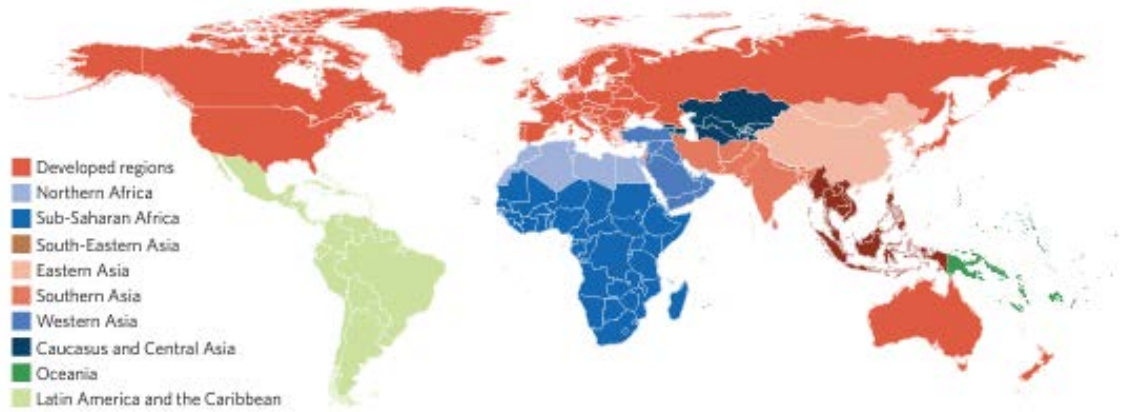 Developed regions
Northern Africa
Sub-Saharan Africa
South-Eastern Asia
Eastern Asia
Southern Asia
Western Asia
Caucasus and Central Asia
Oceania
Latin America and the Caribbean